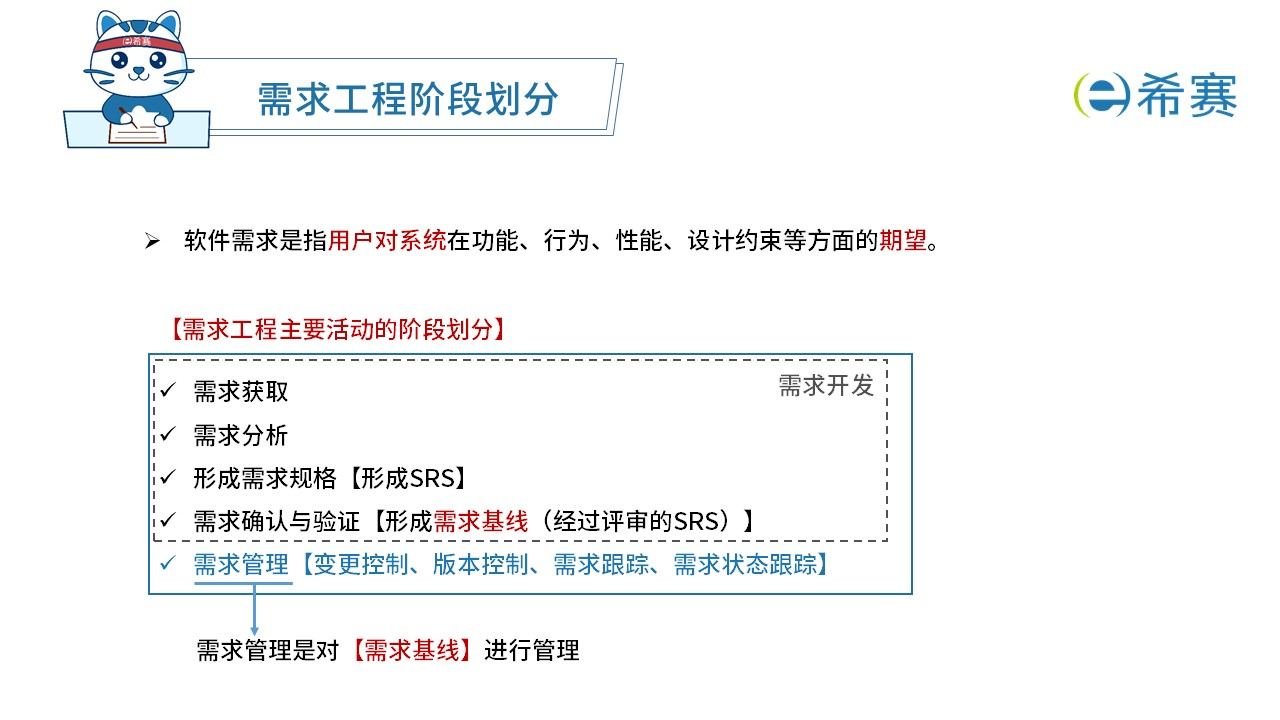 希赛
需求工程阶段划分
希赛
软件需求是指用户对系统在功能、行为、性能、设计约束等方面的期望。
【需求工程主要活动的阶段划分】
需求开发
需求获取
需求分析
形成需求规格【形成SRS】
需求确认与验证【形成需求基线（经过评审的SRS）】
需求管理【变更控制、版本控制、需求跟踪、需求状态跟踪】
需求管理是对【需求基线】进行管理